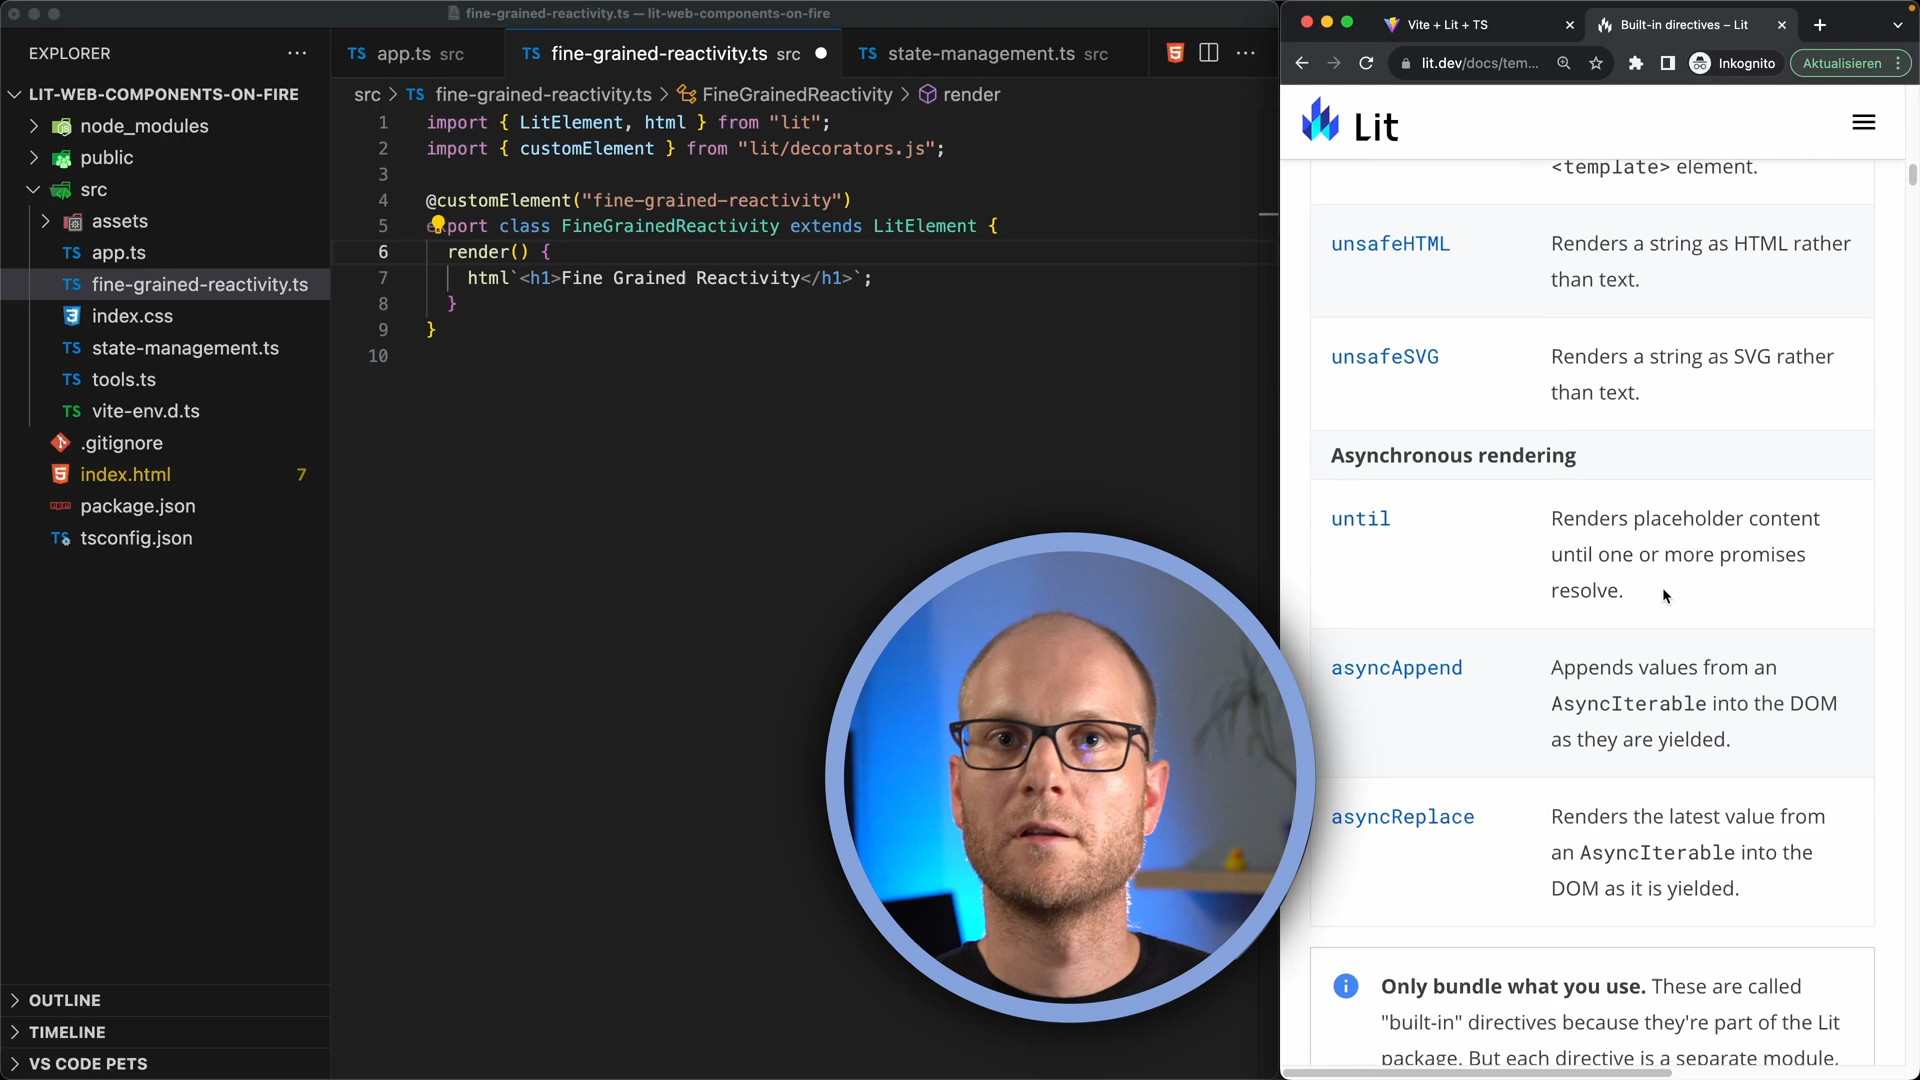 fine-grained-reactivity.ts — lit-web-components-on-fire
EXPLORER
LIT-WEB-COMPONENTS-ON-FIRE
node_modules
public
src
assets
TS app.ts
TS fine-grained-reactivity.ts
index.css
TS state-management.ts
TS tools.ts
TS vite-env.d.ts
.gitignore
index.html 7
package.json
TS tsconfig.json
OUTLINE
TIMELINE
VS CODE PETS
TS app.ts src
TS fine-grained-reactivity.ts src
TS state-management.ts src
src > TS fine-grained-reactivity.ts > FineGrainedReactivity > render
1 import { LitElement, html } from "lit";
2 import { customElement } from "lit/decorators.js";
3
4 @customElement("fine-grained-reactivity")
5 export class FineGrainedReactivity extends LitElement {
6 render() {
7 html`<h1>Fine Grained Reactivity</h1>`;
8 }
9 }
10
Vite + Lit + TS
Built-in directives – Lit
lit.dev/docs/tem...
Inkognito
Aktualisieren
Lit
<template> element.
unsafeHTML
Renders a string as HTML rather
than text.
unsafeSVG
Renders a string as SVG rather
than text.
Asynchronous rendering
until
Renders placeholder content
until one or more promises
resolve.
asyncAppend
Appends values from an
AsyncIterable into the DOM
as they are yielded.
asyncReplace
Renders the latest value from
an AsyncIterable into the
DOM as it is yielded.
Only bundle what you use. These are called
"built-in" directives because they're part of the Lit
package. But each directive is a separate module.